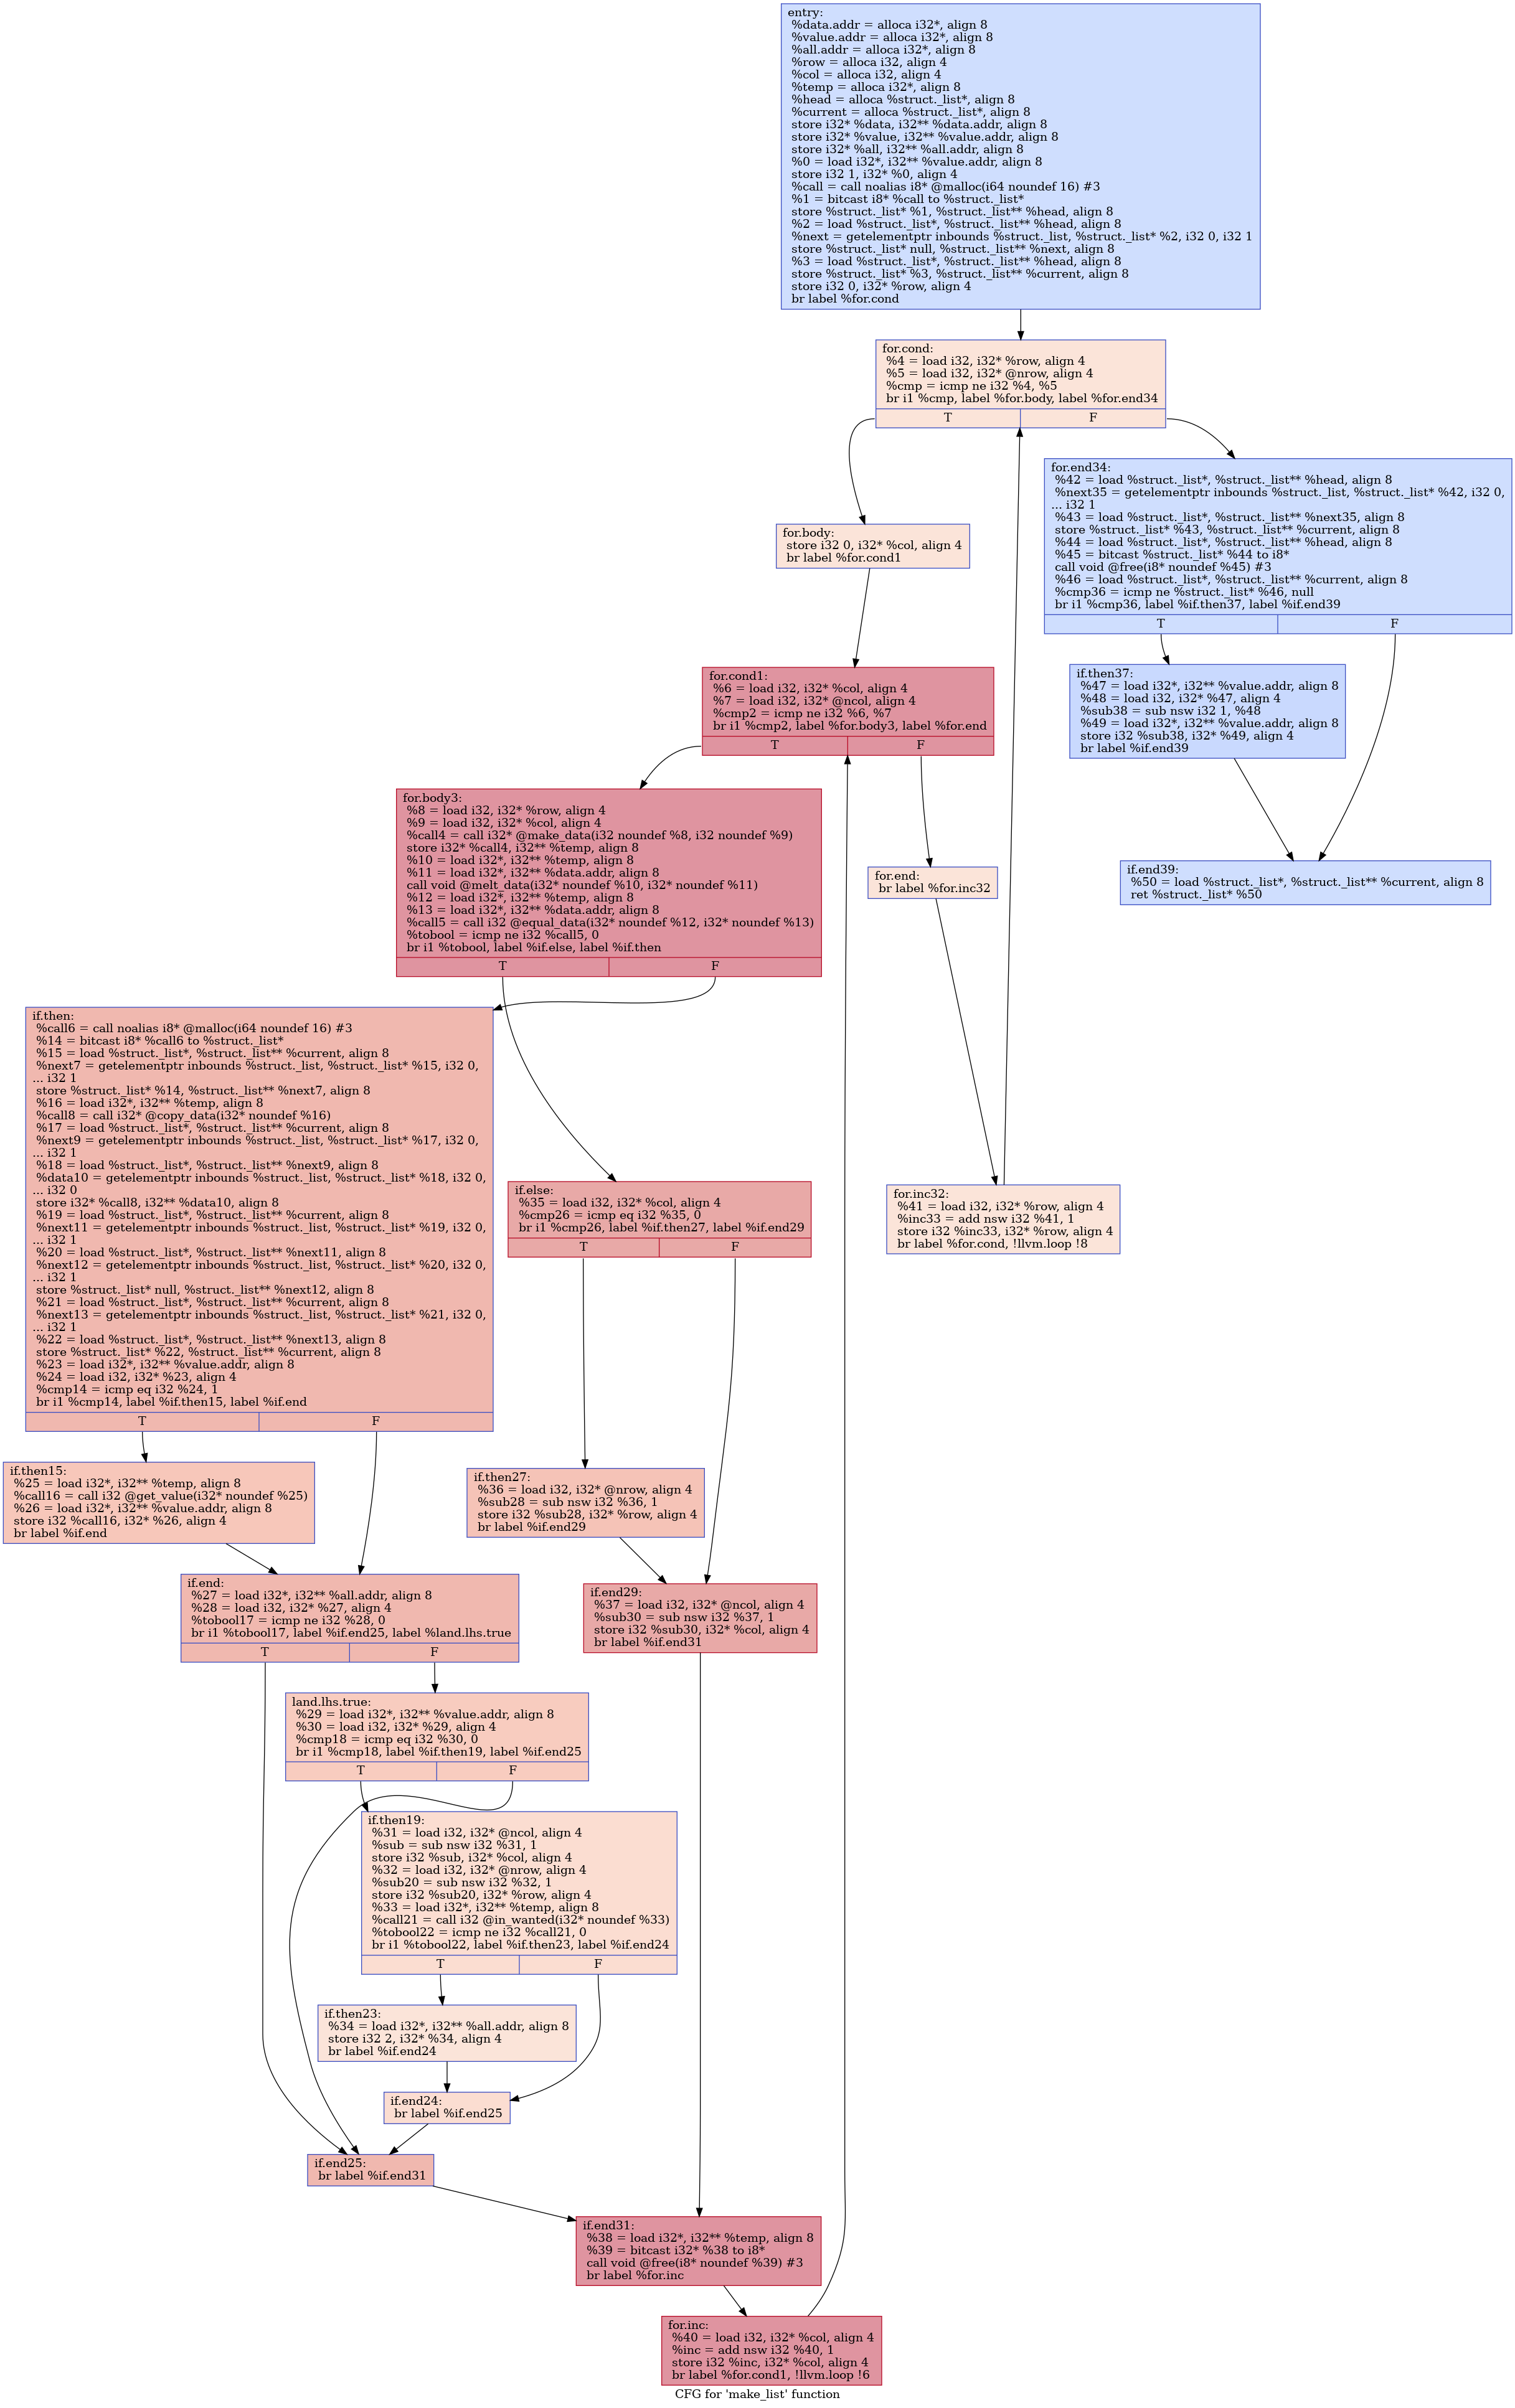 entry:
%data.addr = alloca i32*, align 8
%value.addr = alloca i32*, align 8
%all.addr = alloca i32*, align 8
%row = alloca i32, align 4
%col = alloca i32, align 4
%temp = alloca i32*, align 8
%head = alloca %struct._list*, align 8
%current = alloca %struct._list*, align 8
store i32* %data, i32** %data.addr, align 8
store i32* %value, i32** %value.addr, align 8
store i32* %all, i32** %all.addr, align 8
%0 = load i32*, i32** %value.addr, align 8
store i32 1, i32* %0, align 4
%call = call noalias i8* @malloc(i64 noundef 16) #3
%1 = bitcast i8* %call to %struct._list*
store %struct._list* %1, %struct._list** %head, align 8
%2 = load %struct._list*, %struct._list** %head, align 8
%next = getelementptr inbounds %struct._list, %struct._list* %2, i32 0, i32 1
store %struct._list* null, %struct._list** %next, align 8
%3 = load %struct._list*, %struct._list** %head, align 8
store %struct._list* %3, %struct._list** %current, align 8
store i32 0, i32* %row, align 4
br label %for.cond
for.cond:
%4 = load i32, i32* %row, align 4
%5 = load i32, i32* @nrow, align 4
%cmp = icmp ne i32 %4, %5
br i1 %cmp, label %for.body, label %for.end34
T F
for.end34:
%42 = load %struct._list*, %struct._list** %head, align 8
%next35 = getelementptr inbounds %struct._list, %struct._list* %42, i32 0,
... i32 1
%43 = load %struct._list*, %struct._list** %next35, align 8
store %struct._list* %43, %struct._list** %current, align 8
%44 = load %struct._list*, %struct._list** %head, align 8
%45 = bitcast %struct._list* %44 to i8*
call void @free(i8* noundef %45) #3
%46 = load %struct._list*, %struct._list** %current, align 8
%cmp36 = icmp ne %struct._list* %46, null
br i1 %cmp36, label %if.then37, label %if.end39
T F
for.body:
store i32 0, i32* %col, align 4
br label %for.cond1
if.then37:
%47 = load i32*, i32** %value.addr, align 8
%48 = load i32, i32* %47, align 4
%sub38 = sub nsw i32 1, %48
%49 = load i32*, i32** %value.addr, align 8
store i32 %sub38, i32* %49, align 4
br label %if.end39
for.cond1:
%6 = load i32, i32* %col, align 4
%7 = load i32, i32* @ncol, align 4
%cmp2 = icmp ne i32 %6, %7
br i1 %cmp2, label %for.body3, label %for.end
T F
for.body3:
%8 = load i32, i32* %row, align 4
%9 = load i32, i32* %col, align 4
%call4 = call i32* @make_data(i32 noundef %8, i32 noundef %9)
store i32* %call4, i32** %temp, align 8
%10 = load i32*, i32** %temp, align 8
%11 = load i32*, i32** %data.addr, align 8
call void @melt_data(i32* noundef %10, i32* noundef %11)
%12 = load i32*, i32** %temp, align 8
%13 = load i32*, i32** %data.addr, align 8
%call5 = call i32 @equal_data(i32* noundef %12, i32* noundef %13)
%tobool = icmp ne i32 %call5, 0
br i1 %tobool, label %if.else, label %if.then
T F
for.end:
br label %for.inc32
if.end39:
%50 = load %struct._list*, %struct._list** %current, align 8
ret %struct._list* %50
if.then:
%call6 = call noalias i8* @malloc(i64 noundef 16) #3
%14 = bitcast i8* %call6 to %struct._list*
%15 = load %struct._list*, %struct._list** %current, align 8
%next7 = getelementptr inbounds %struct._list, %struct._list* %15, i32 0,
... i32 1
store %struct._list* %14, %struct._list** %next7, align 8
%16 = load i32*, i32** %temp, align 8
%call8 = call i32* @copy_data(i32* noundef %16)
%17 = load %struct._list*, %struct._list** %current, align 8
%next9 = getelementptr inbounds %struct._list, %struct._list* %17, i32 0,
... i32 1
%18 = load %struct._list*, %struct._list** %next9, align 8
%data10 = getelementptr inbounds %struct._list, %struct._list* %18, i32 0,
... i32 0
store i32* %call8, i32** %data10, align 8
%19 = load %struct._list*, %struct._list** %current, align 8
%next11 = getelementptr inbounds %struct._list, %struct._list* %19, i32 0,
... i32 1
%20 = load %struct._list*, %struct._list** %next11, align 8
%next12 = getelementptr inbounds %struct._list, %struct._list* %20, i32 0,
... i32 1
store %struct._list* null, %struct._list** %next12, align 8
%21 = load %struct._list*, %struct._list** %current, align 8
%next13 = getelementptr inbounds %struct._list, %struct._list* %21, i32 0,
... i32 1
%22 = load %struct._list*, %struct._list** %next13, align 8
store %struct._list* %22, %struct._list** %current, align 8
%23 = load i32*, i32** %value.addr, align 8
%24 = load i32, i32* %23, align 4
%cmp14 = icmp eq i32 %24, 1
br i1 %cmp14, label %if.then15, label %if.end
T F
if.else:
%35 = load i32, i32* %col, align 4
%cmp26 = icmp eq i32 %35, 0
br i1 %cmp26, label %if.then27, label %if.end29
T F
for.inc32:
%41 = load i32, i32* %row, align 4
%inc33 = add nsw i32 %41, 1
store i32 %inc33, i32* %row, align 4
br label %for.cond, !llvm.loop !8
if.then15:
%25 = load i32*, i32** %temp, align 8
%call16 = call i32 @get_value(i32* noundef %25)
%26 = load i32*, i32** %value.addr, align 8
store i32 %call16, i32* %26, align 4
br label %if.end
if.then27:
%36 = load i32, i32* @nrow, align 4
%sub28 = sub nsw i32 %36, 1
store i32 %sub28, i32* %row, align 4
br label %if.end29
if.end:
%27 = load i32*, i32** %all.addr, align 8
%28 = load i32, i32* %27, align 4
%tobool17 = icmp ne i32 %28, 0
br i1 %tobool17, label %if.end25, label %land.lhs.true
T F
if.end29:
%37 = load i32, i32* @ncol, align 4
%sub30 = sub nsw i32 %37, 1
store i32 %sub30, i32* %col, align 4
br label %if.end31
land.lhs.true:
%29 = load i32*, i32** %value.addr, align 8
%30 = load i32, i32* %29, align 4
%cmp18 = icmp eq i32 %30, 0
br i1 %cmp18, label %if.then19, label %if.end25
T F
if.then19:
%31 = load i32, i32* @ncol, align 4
%sub = sub nsw i32 %31, 1
store i32 %sub, i32* %col, align 4
%32 = load i32, i32* @nrow, align 4
%sub20 = sub nsw i32 %32, 1
store i32 %sub20, i32* %row, align 4
%33 = load i32*, i32** %temp, align 8
%call21 = call i32 @in_wanted(i32* noundef %33)
%tobool22 = icmp ne i32 %call21, 0
br i1 %tobool22, label %if.then23, label %if.end24
T F
if.then23:
%34 = load i32*, i32** %all.addr, align 8
store i32 2, i32* %34, align 4
br label %if.end24
if.end24:
br label %if.end25
if.end25:
br label %if.end31
if.end31:
%38 = load i32*, i32** %temp, align 8
%39 = bitcast i32* %38 to i8*
call void @free(i8* noundef %39) #3
br label %for.inc
for.inc:
%40 = load i32, i32* %col, align 4
%inc = add nsw i32 %40, 1
store i32 %inc, i32* %col, align 4
br label %for.cond1, !llvm.loop !6
CFG for 'make_list' function